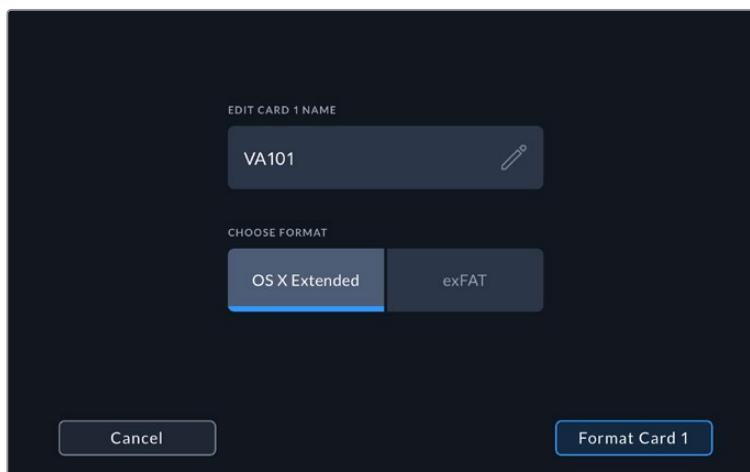 EDIT CARD 1 NAME
VA101
CHOOSE FORMAT
OS X Extended
exFAT
Cancel
Format Card 1